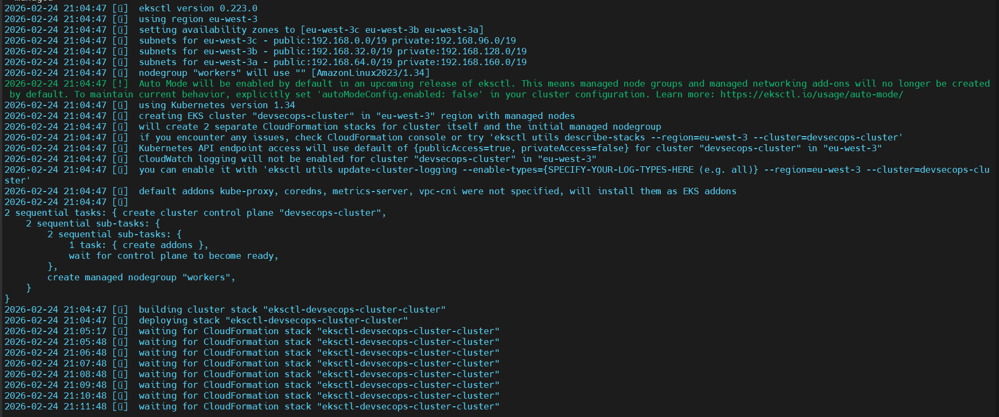 2026-02-24 21:04:47 [ℹ]  eksctl version 0.223.0
2026-02-24 21:04:47 [ℹ]  using region eu-west-3
2026-02-24 21:04:47 [ℹ]  setting availability zones to [eu-west-3c eu-west-3b eu-west-3a]
2026-02-24 21:04:47 [ℹ]  subnets for eu-west-3c - public:192.168.0.0/19 private:192.168.96.0/19
2026-02-24 21:04:47 [ℹ]  subnets for eu-west-3b - public:192.168.32.0/19 private:192.168.128.0/19
2026-02-24 21:04:47 [ℹ]  subnets for eu-west-3a - public:192.168.64.0/19 private:192.168.160.0/19
2026-02-24 21:04:47 [ℹ]  nodegroup "workers" will use "" [AmazonLinux2023/1.34]
2026-02-24 21:04:47 [!]  Auto Mode will be enabled by default in an upcoming release of eksctl. This means managed node groups and managed networking add-ons will no longer be created
 by default. To maintain current behavior, explicitly set 'autoModeConfig.enabled: false' in your cluster configuration. Learn more: https://eksctl.io/usage/auto-mode/
2026-02-24 21:04:47 [ℹ]  using Kubernetes version 1.34
2026-02-24 21:04:47 [ℹ]  creating EKS cluster "devsecops-cluster" in "eu-west-3" region with managed nodes
2026-02-24 21:04:47 [ℹ]  will create 2 separate CloudFormation stacks for cluster itself and the initial managed nodegroup
2026-02-24 21:04:47 [ℹ]  if you encounter any issues, check CloudFormation console or try 'eksctl utils describe-stacks --region=eu-west-3 --cluster=devsecops-cluster'
2026-02-24 21:04:47 [ℹ]  Kubernetes API endpoint access will use default of {publicAccess=true, privateAccess=false} for cluster "devsecops-cluster" in "eu-west-3"
2026-02-24 21:04:47 [ℹ]  CloudWatch logging will not be enabled for cluster "devsecops-cluster" in "eu-west-3"
2026-02-24 21:04:47 [ℹ]  you can enable it with 'eksctl utils update-cluster-logging --enable-types={SPECIFY-YOUR-LOG-TYPES-HERE (e.g. all)} --region=eu-west-3 --cluster=devsecops-clu
ster'
2026-02-24 21:04:47 [ℹ]  default addons kube-proxy, coredns, metrics-server, vpc-cni were not specified, will install them as EKS addons
2026-02-24 21:04:47 [ℹ]
2 sequential tasks: { create cluster control plane "devsecops-cluster",
    2 sequential sub-tasks: {
        2 sequential sub-tasks: {
            1 task: { create addons },
            wait for control plane to become ready,
        },
        create managed nodegroup "workers",
    }
}
2026-02-24 21:04:47 [ℹ]  building cluster stack "eksctl-devsecops-cluster-cluster"
2026-02-24 21:04:47 [ℹ]  deploying stack "eksctl-devsecops-cluster-cluster"
2026-02-24 21:05:17 [ℹ]  waiting for CloudFormation stack "eksctl-devsecops-cluster-cluster"
2026-02-24 21:05:48 [ℹ]  waiting for CloudFormation stack "eksctl-devsecops-cluster-cluster"
2026-02-24 21:06:48 [ℹ]  waiting for CloudFormation stack "eksctl-devsecops-cluster-cluster"
2026-02-24 21:07:48 [ℹ]  waiting for CloudFormation stack "eksctl-devsecops-cluster-cluster"
2026-02-24 21:08:48 [ℹ]  waiting for CloudFormation stack "eksctl-devsecops-cluster-cluster"
2026-02-24 21:09:48 [ℹ]  waiting for CloudFormation stack "eksctl-devsecops-cluster-cluster"
2026-02-24 21:10:48 [ℹ]  waiting for CloudFormation stack "eksctl-devsecops-cluster-cluster"
2026-02-24 21:11:48 [ℹ]  waiting for CloudFormation stack "eksctl-devsecops-cluster-cluster"